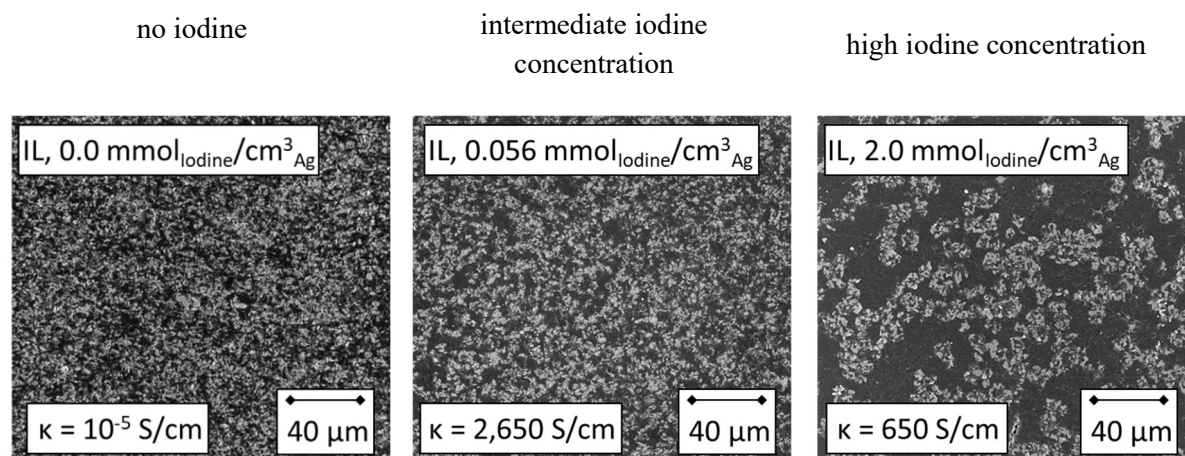 no iodine
intermediate iodine
concentration
high iodine concentration
IL, 0.0 mmol_Iodine/cm³_Ag
IL, 0.056 mmol_Iodine/cm³_Ag
IL, 2.0 mmol_Iodine/cm³_Ag
κ = 10⁻⁵ S/cm
40 μm
κ = 2,650 S/cm
40 μm
κ = 650 S/cm
40 μm